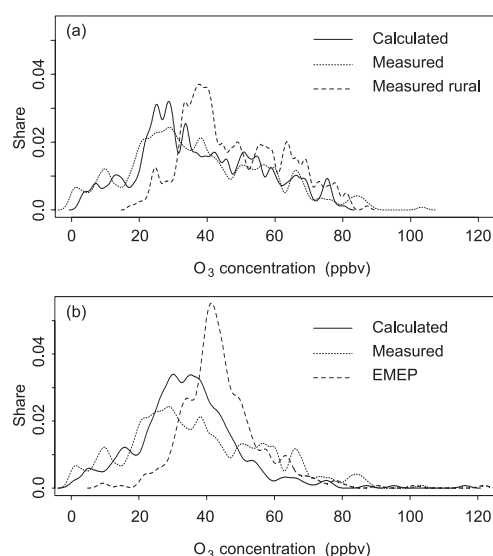 (a)
Calculated
Measured
Measured rural
Share
0.0 0.02 0.04
0 20 40 60 80 100 120
O3 concentration (ppbv)
(b)
Calculated
Measured
EMEP
Share
0.0 0.02 0.04
0 20 40 60 80 100 120
O3 concentration (ppbv)